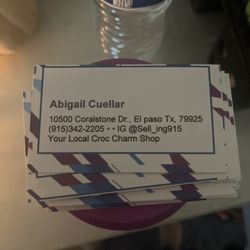 Abigail Cuellar
10500 Coralstone Dr., El paso Tx, 79925
(915)342-2205 • • IG @Sell_ing915
Your Local Croc Charm Shop